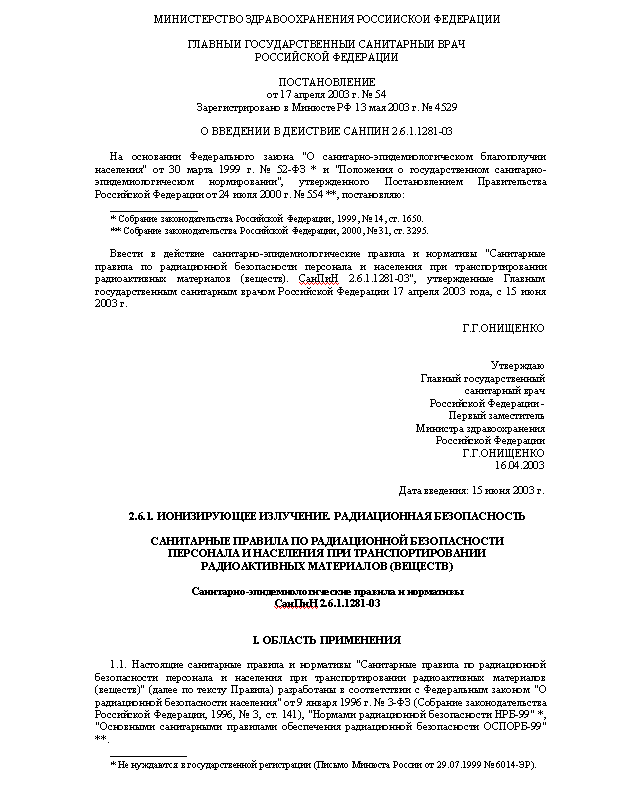 МИНИСТЕРСТВО ЗДРАВООХРАНЕНИЯ РОССИЙСКОЙ ФЕДЕРАЦИИ
ГЛАВНЫЙ ГОСУДАРСТВЕННЫЙ САНИТАРНЫЙ ВРАЧ
РОССИЙСКОЙ ФЕДЕРАЦИИ
ПОСТАНОВЛЕНИЕ
от 17 апреля 2003 г. № 54
Зарегистрировано в Минюсте РФ 13 мая 2003 г. № 4529
О ВВЕДЕНИИ В ДЕЙСТВИЕ САНПИН 2.6.1.1281-03
На основании Федерального закона "О санитарно-эпидемиологическом благополучии
населения" от 30 марта 1999 г. № 52-ФЗ * и "Положения о государственном санитарно-
эпидемиологическом нормировании", утвержденного Постановлением Правительства
Российской Федерации от 24 июля 2000 г. № 554 **, постановляю:
* Собрание законодательства Российской Федерации, 1999, № 14, ст. 1650.
** Собрание законодательства Российской Федерации, 2000, № 31, ст. 3295.
Ввести в действие санитарно-эпидемиологические правила и нормативы "Санитарные
правила по радиационной безопасности персонала и населения при транспортировании
радиоактивных материалов (веществ). СанПиН 2.6.1.1281-03", утвержденные Главным
государственным санитарным врачом Российской Федерации 17 апреля 2003 года, с 15 июня
2003 г.
Г.Г.ОНИЩЕНКО
Утверждаю
Главный государственный
санитарный врач
Российской Федерации -
Первый заместитель
Министра здравоохранения
Российской Федерации
Г.Г.ОНИЩЕНКО
16.04.2003
Дата введения: 15 июня 2003 г.
2.6.1. ИОНИЗИРУЮЩЕЕ ИЗЛУЧЕНИЕ. РАДИАЦИОННАЯ БЕЗОПАСНОСТЬ
САНИТАРНЫЕ ПРАВИЛА ПО РАДИАЦИОННОЙ БЕЗОПАСНОСТИ
ПЕРСОНАЛА И НАСЕЛЕНИЯ ПРИ ТРАНСПОРТИРОВАНИИ
РАДИОАКТИВНЫХ МАТЕРИАЛОВ (ВЕЩЕСТВ)
Санитарно-эпидемиологические правила и нормативы
СанПиН 2.6.1.1281-03
I. ОБЛАСТЬ ПРИМЕНЕНИЯ
1.1. Настоящие санитарные правила и нормативы "Санитарные правила по радиационной
безопасности персонала и населения при транспортировании радиоактивных материалов
(веществ)" (далее по тексту Правила) разработаны в соответствии с Федеральным законом "О
радиационной безопасности населения" от 9 января 1996 г. № 3-ФЗ (Собрание законодательства
Российской Федерации, 1996, № 3, ст. 141), "Нормами радиационной безопасности НРБ-99" *,
"Основными санитарными правилами обеспечения радиационной безопасности ОСПОРБ-99"
**.
* Не нуждаются в государственной регистрации (Письмо Минюста России от 29.07.1999 № 6014-ЭР).